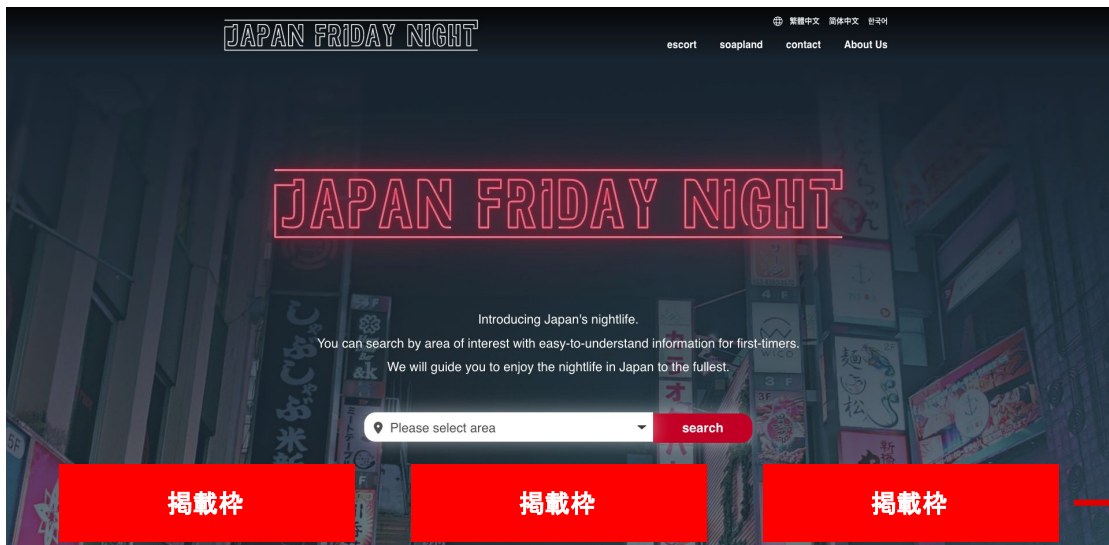 JAPAN FRIDAY NIGHT
繁體中文 简体中文 한국어
escort soapland contact About Us
JAPAN FRIDAY NIGHT
Introducing Japan's nightlife.
You can search by area of interest with easy-to-understand information for first-timers.
We will guide you to enjoy the nightlife in Japan to the fullest.
Please select area search
掲載枠 掲載枠 掲載枠